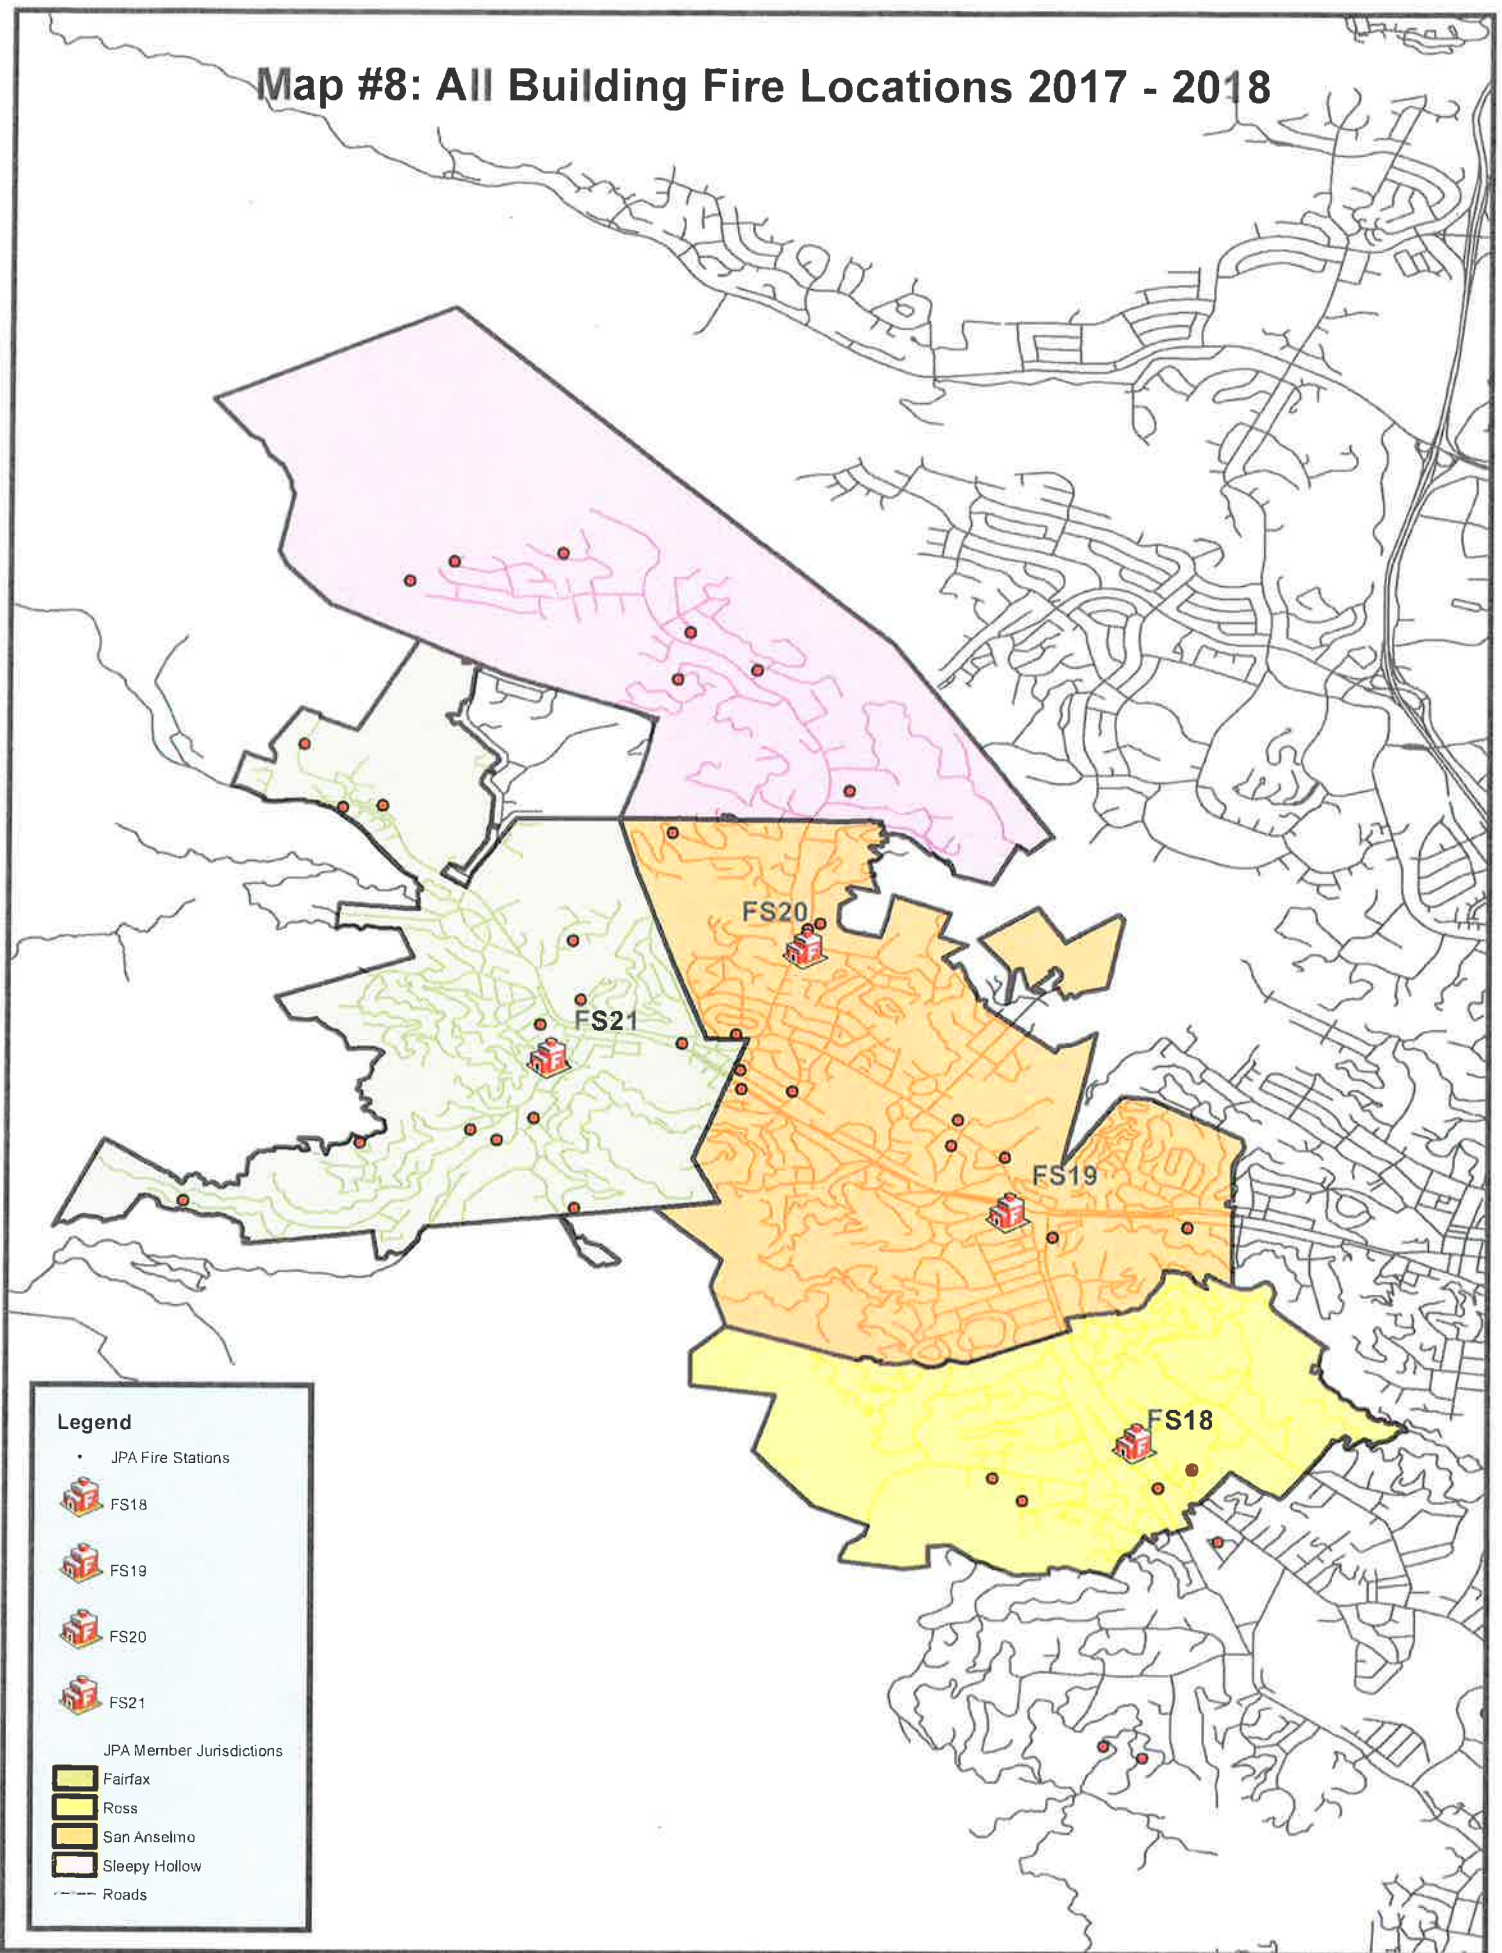 Map #8: All Building Fire Locations 2017 - 2018
FS20
FS21
FS19
FS18
Legend
JPA Fire Stations
FS18
FS19
FS20
FS21
JPA Member Jurisdictions
Fairfax
Ross
San Anselmo
Sleepy Hollow
Roads